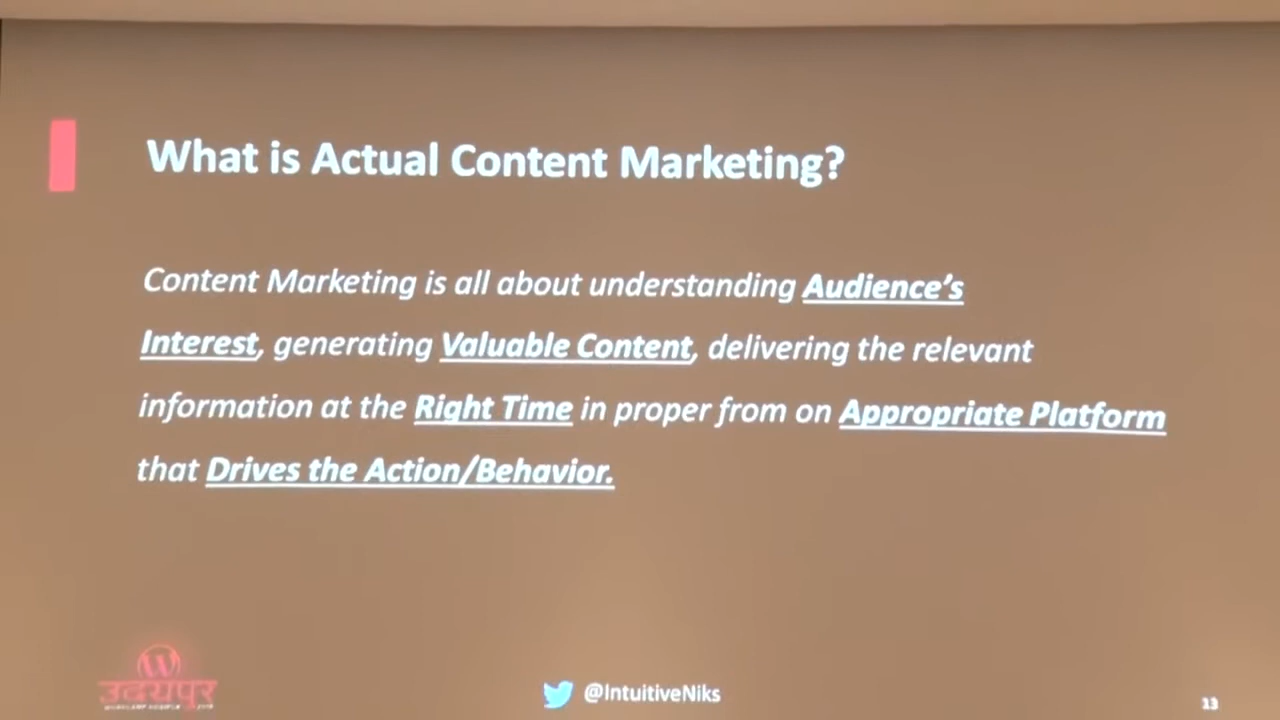 What is Actual Content Marketing?
Content Marketing is all about understanding Audience's
Interest, generating Valuable Content, delivering the relevant
information at the Right Time in proper from on Appropriate Platform
that Drives the Action/Behavior.
उदयपुर
@IntuitiveNiks
13